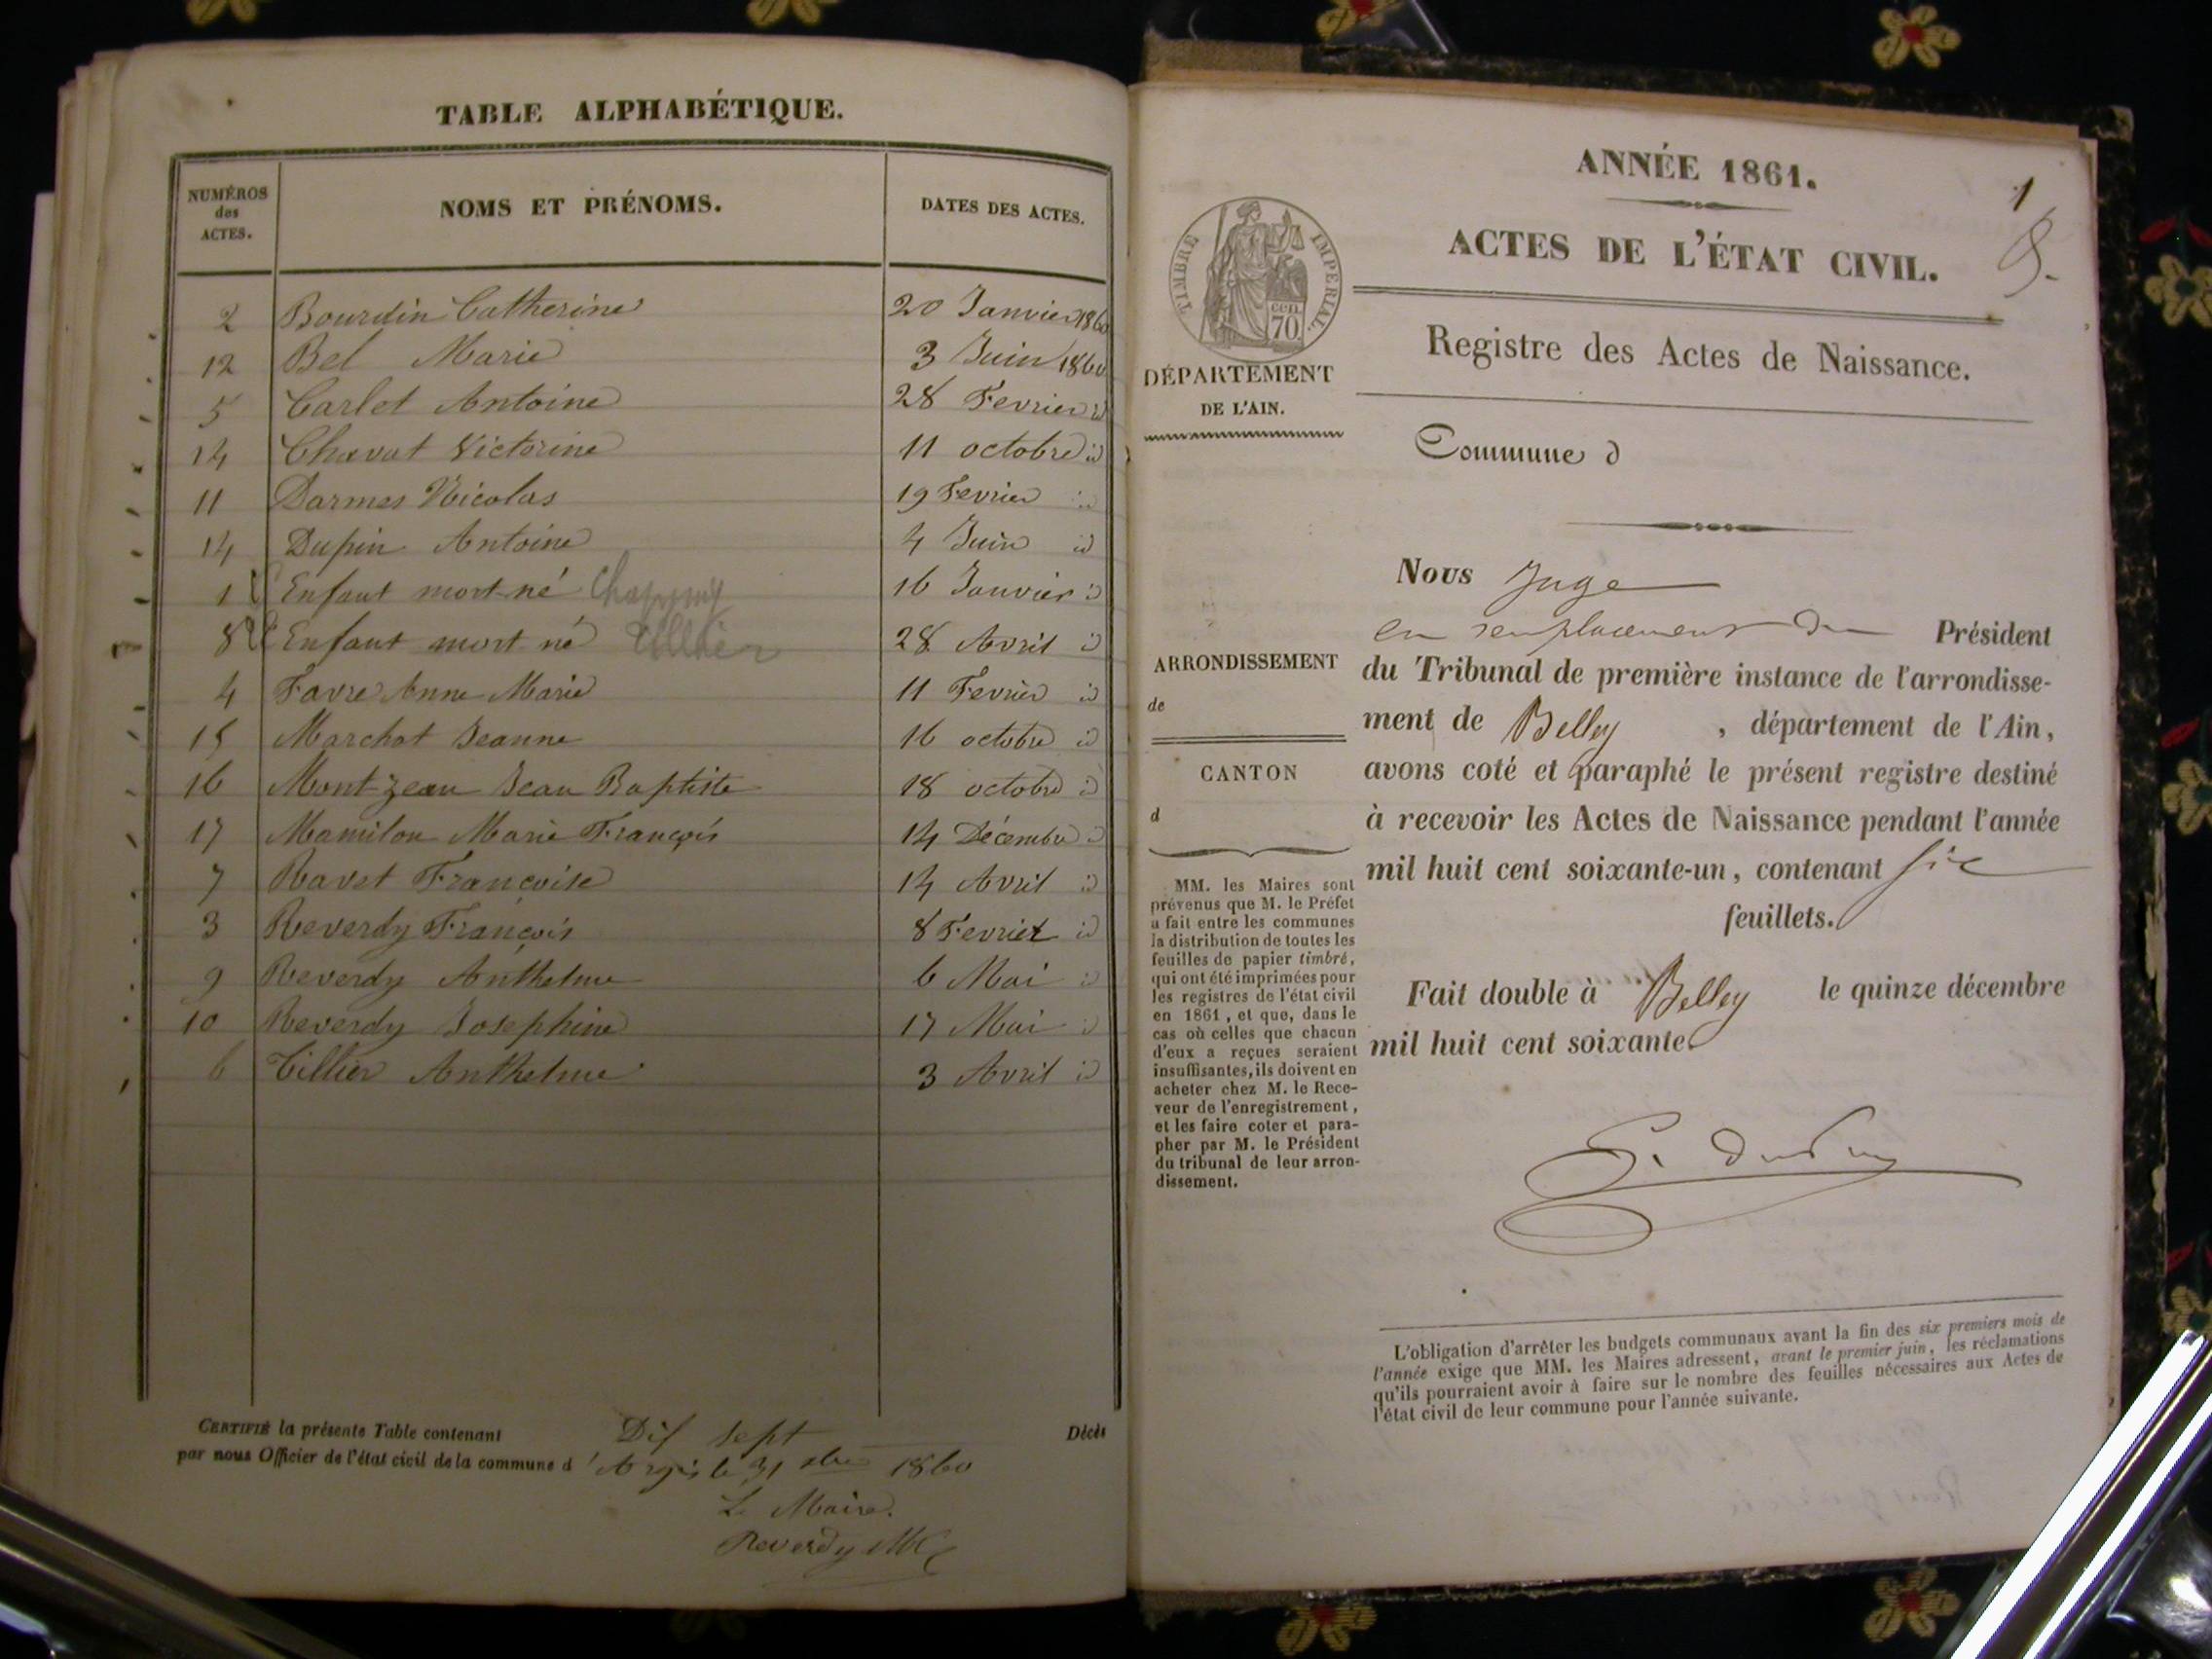 TABLE ALPHABÉTIQUE.
NUMÉROS des ACTES. NOMS ET PRÉNOMS. DATES DES ACTES.
2 Bourdin Catherine 20 Janvier 1860
12 Bel Marie 3 Juin 1860
5 Carlet Antoine 28 Fevrier id
14 Chavat Victorine 11 octobre id
11 Darmes Nicolas 19 Fevrier id
14 Dupin Antoine 4 Juin id
1 Enfant mort-né 16 Janvier id
8 Enfant mort né Tillier 28 Avril id
4 Favre Anne Marie 11 Fevrier id
15 Marchat Jeanne 16 octobre id
16 Montzeau Jean Baptiste 18 octobre id
17 Mamilon Marie François 14 Décembre id
7 Ravet Françoise 14 Avril id
3 Reverdy François 8 Fevrier id
9 Reverdy Anthelme 6 Mai id
10 Reverdy Josephine 17 Mai id
6 Tillier Anthelme 3 Avril id
CERTIFIÉ la présente Table contenant Dix sept Décès
par nous Officier de l'état civil de la commune d'Argis le 31 xbre 1860
Le Maire.
Reverdy
ANNÉE 1861.
1
ACTES DE L'ÉTAT CIVIL.
TIMBRE IMPERIAL.
cen. 70
Registre des Actes de Naissance.
DÉPARTEMENT
DE L'AIN.
Commune d
ARRONDISSEMENT
de
CANTON
d
MM. les Maires sont
prévenus que M. le Préfet
a fait entre les communes
la distribution de toutes les
feuilles de papier timbré,
qui ont été imprimées pour
les registres de l'état civil
en 1861, et que, dans le
cas où celles que chacun
d'eux a reçues seraient
insuffisantes, ils doivent en
acheter chez M. le Rece-
veur de l'enregistrement,
et les faire coter et para-
pher par M. le Président
du tribunal de leur arron-
dissement.
Nous Juge
en remplacement du Président
du Tribunal de première instance de l'arrondisse-
ment de Belley, département de l'Ain,
avons coté et paraphé le présent registre destiné
à recevoir les Actes de Naissance pendant l'année
mil huit cent soixante-un, contenant six
feuillets.
Fait double à Belley le quinze décembre
mil huit cent soixante.
L'obligation d'arrêter les budgets communaux avant la fin des six premiers mois de
l'année exige que MM. les Maires adressent, avant le premier juin, les réclamations
qu'ils pourraient avoir à faire sur le nombre des feuilles nécessaires aux Actes de
l'état civil de leur commune pour l'année suivante.